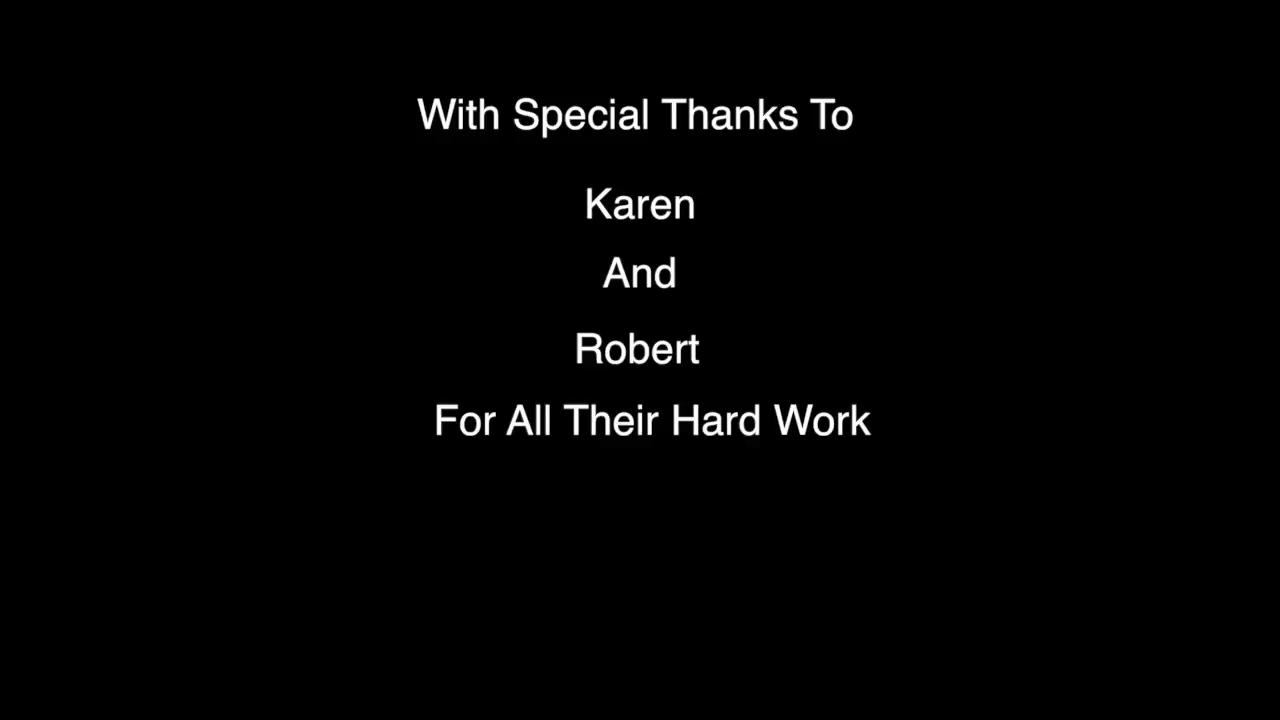 With Special Thanks To
Karen
And
Robert
For All Their Hard Work